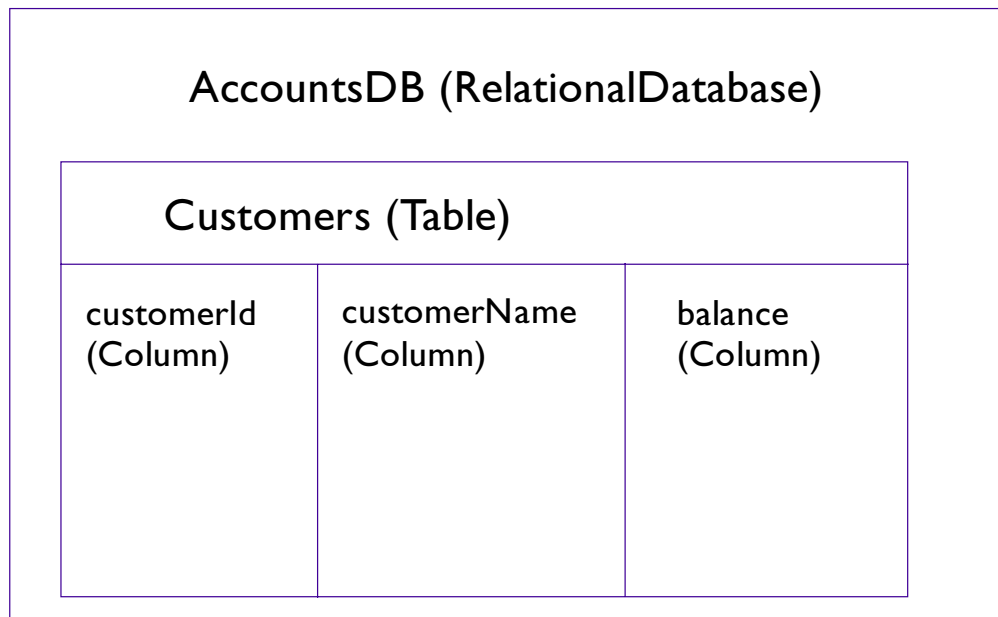 AccountsDB (RelationalDatabase)
Customers (Table)
customerId
(Column)
customerName
(Column)
balance
(Column)